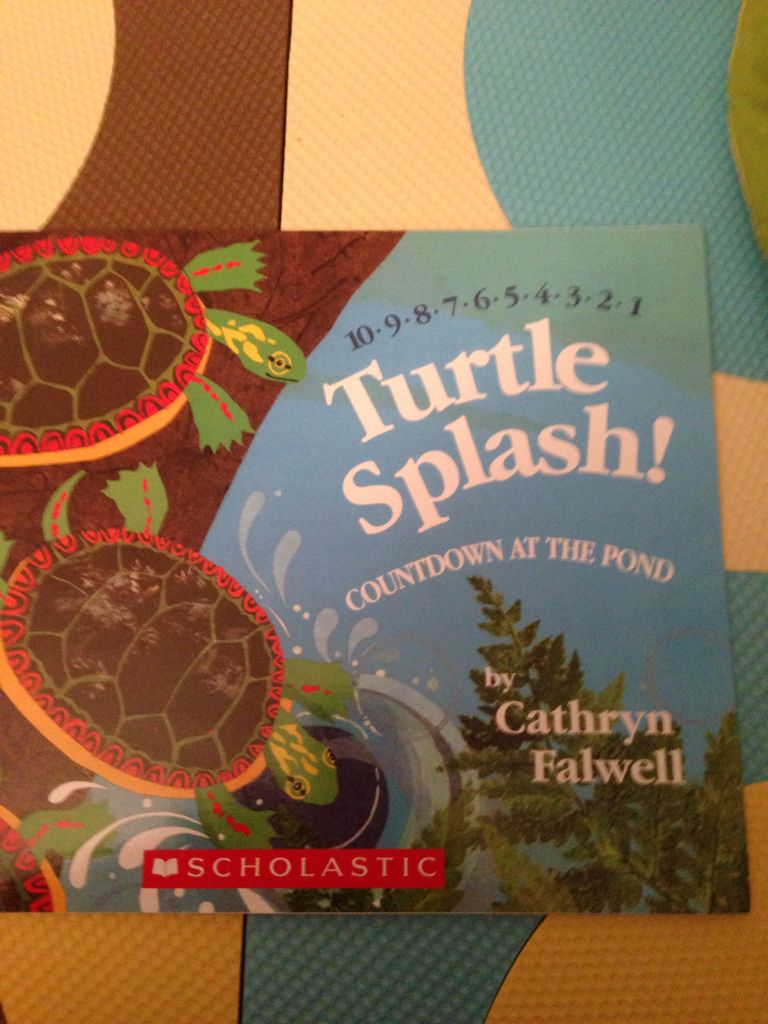 10·9·8·7·6·5·4·3·2·1
Turtle
Splash!
COUNTDOWN AT THE POND
by
Cathryn
Falwell
SCHOLASTIC